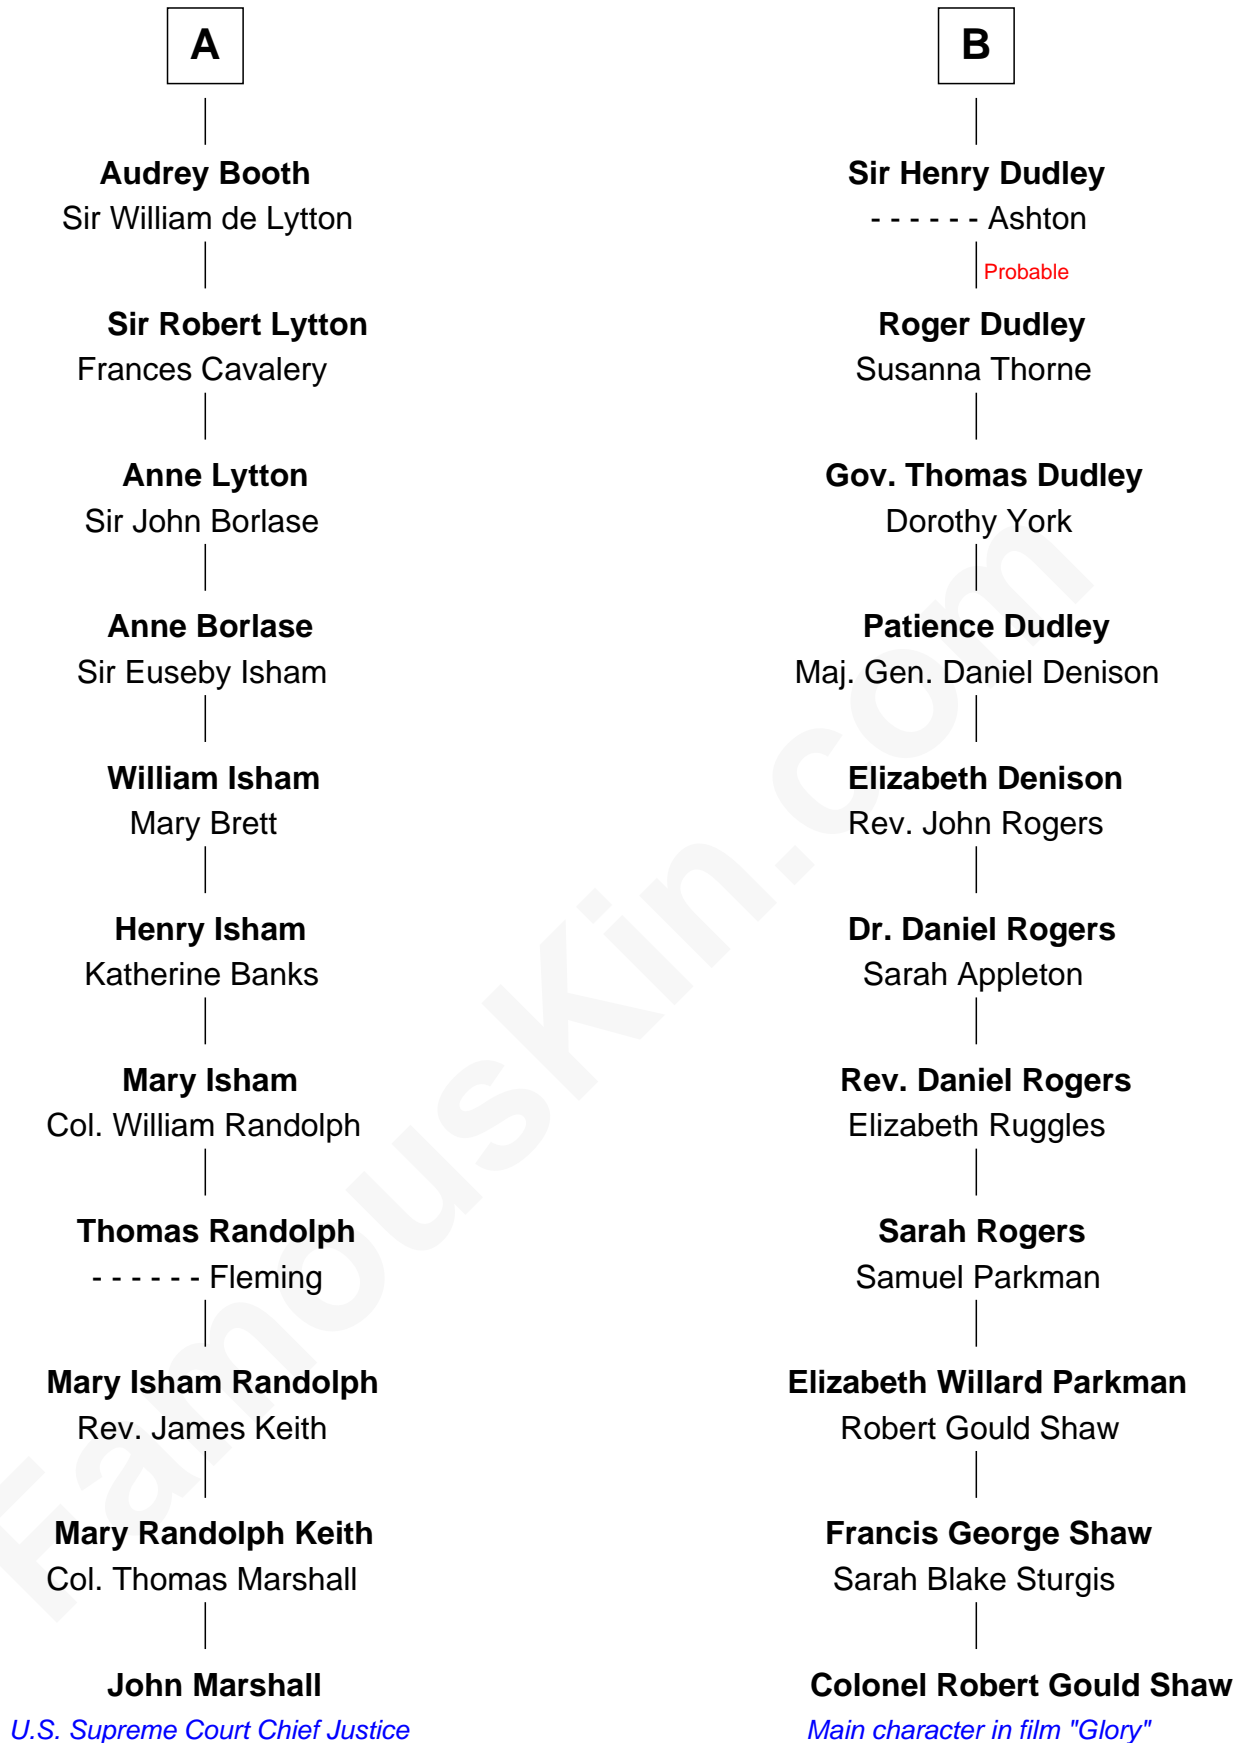 A
Audrey Booth
Sir William de Lytton
Sir Robert Lytton
Frances Cavalery
Anne Lytton
Sir John Borlase
Anne Borlase
Sir Euseby Isham
William Isham
Mary Brett
Henry Isham
Katherine Banks
Mary Isham
Col. William Randolph
Thomas Randolph
- - - - - - Fleming
Mary Isham Randolph
Rev. James Keith
Mary Randolph Keith
Col. Thomas Marshall
John Marshall
U.S. Supreme Court Chief Justice
B
Sir Henry Dudley
- - - - - - Ashton
Probable
Roger Dudley
Susanna Thorne
Gov. Thomas Dudley
Dorothy York
Patience Dudley
Maj. Gen. Daniel Denison
Elizabeth Denison
Rev. John Rogers
Dr. Daniel Rogers
Sarah Appleton
Rev. Daniel Rogers
Elizabeth Ruggles
Sarah Rogers
Samuel Parkman
Elizabeth Willard Parkman
Robert Gould Shaw
Francis George Shaw
Sarah Blake Sturgis
Colonel Robert Gould Shaw
Main character in film "Glory"
FamousKin.com